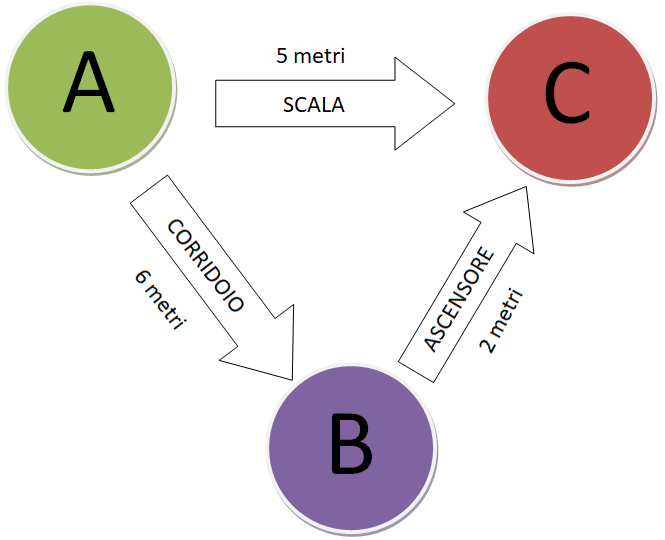 A
5 metri
SCALA
C
CORRIDOIO
6 metri
ASCENSORE
2 metri
B